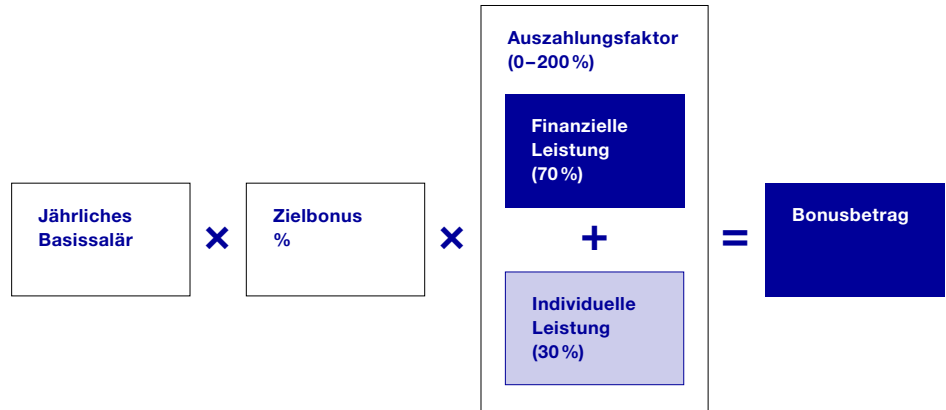 Jährliches
Basissalär
×
Zielbonus
%
×
Auszahlungsfaktor
(0–200 %)
Finanzielle
Leistung
(70 %)
+
Individuelle
Leistung
(30 %)
=
Bonusbetrag